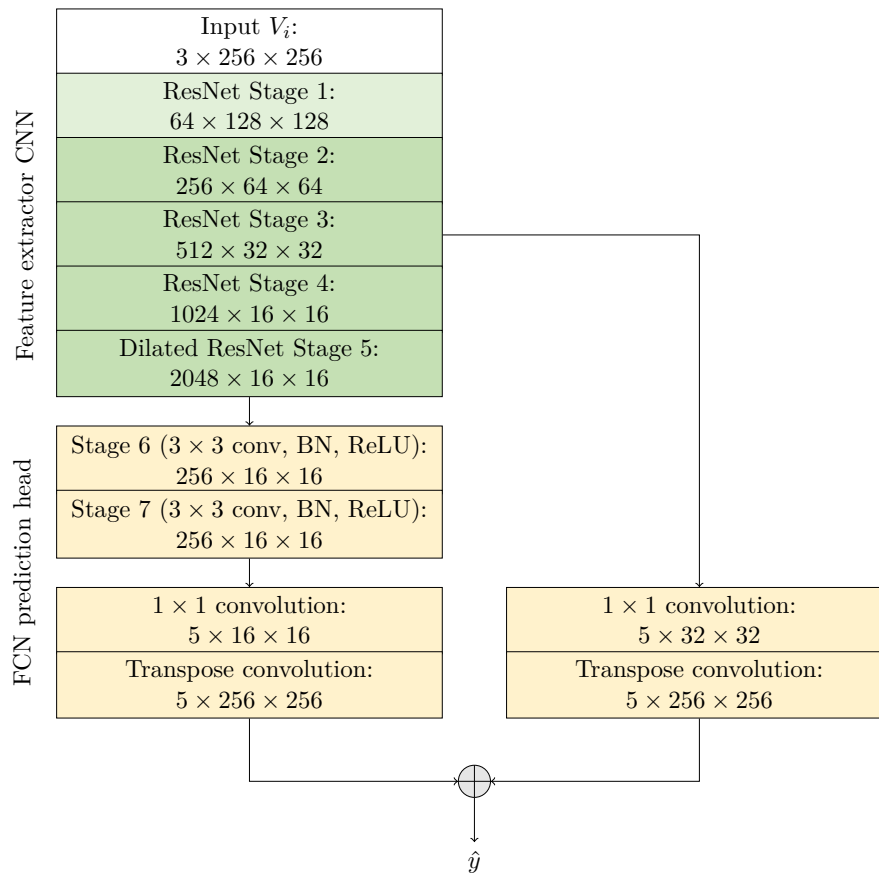 Feature extractor CNN
Input V_i:
3 × 256 × 256
ResNet Stage 1:
64 × 128 × 128
ResNet Stage 2:
256 × 64 × 64
ResNet Stage 3:
512 × 32 × 32
ResNet Stage 4:
1024 × 16 × 16
Dilated ResNet Stage 5:
2048 × 16 × 16
FCN prediction head
Stage 6 (3 × 3 conv, BN, ReLU):
256 × 16 × 16
Stage 7 (3 × 3 conv, BN, ReLU):
256 × 16 × 16
1 × 1 convolution:
5 × 16 × 16
Transpose convolution:
5 × 256 × 256
1 × 1 convolution:
5 × 32 × 32
Transpose convolution:
5 × 256 × 256
ŷ